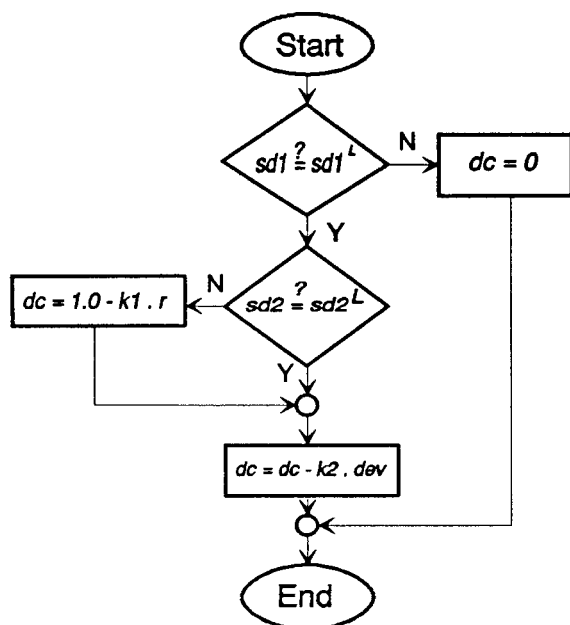 Start
sd1 ?= sd1^L
N
dc = 0
Y
N
dc = 1.0 - k1 . r
sd2 ?= sd2^L
Y
dc = dc - k2 . dev
End